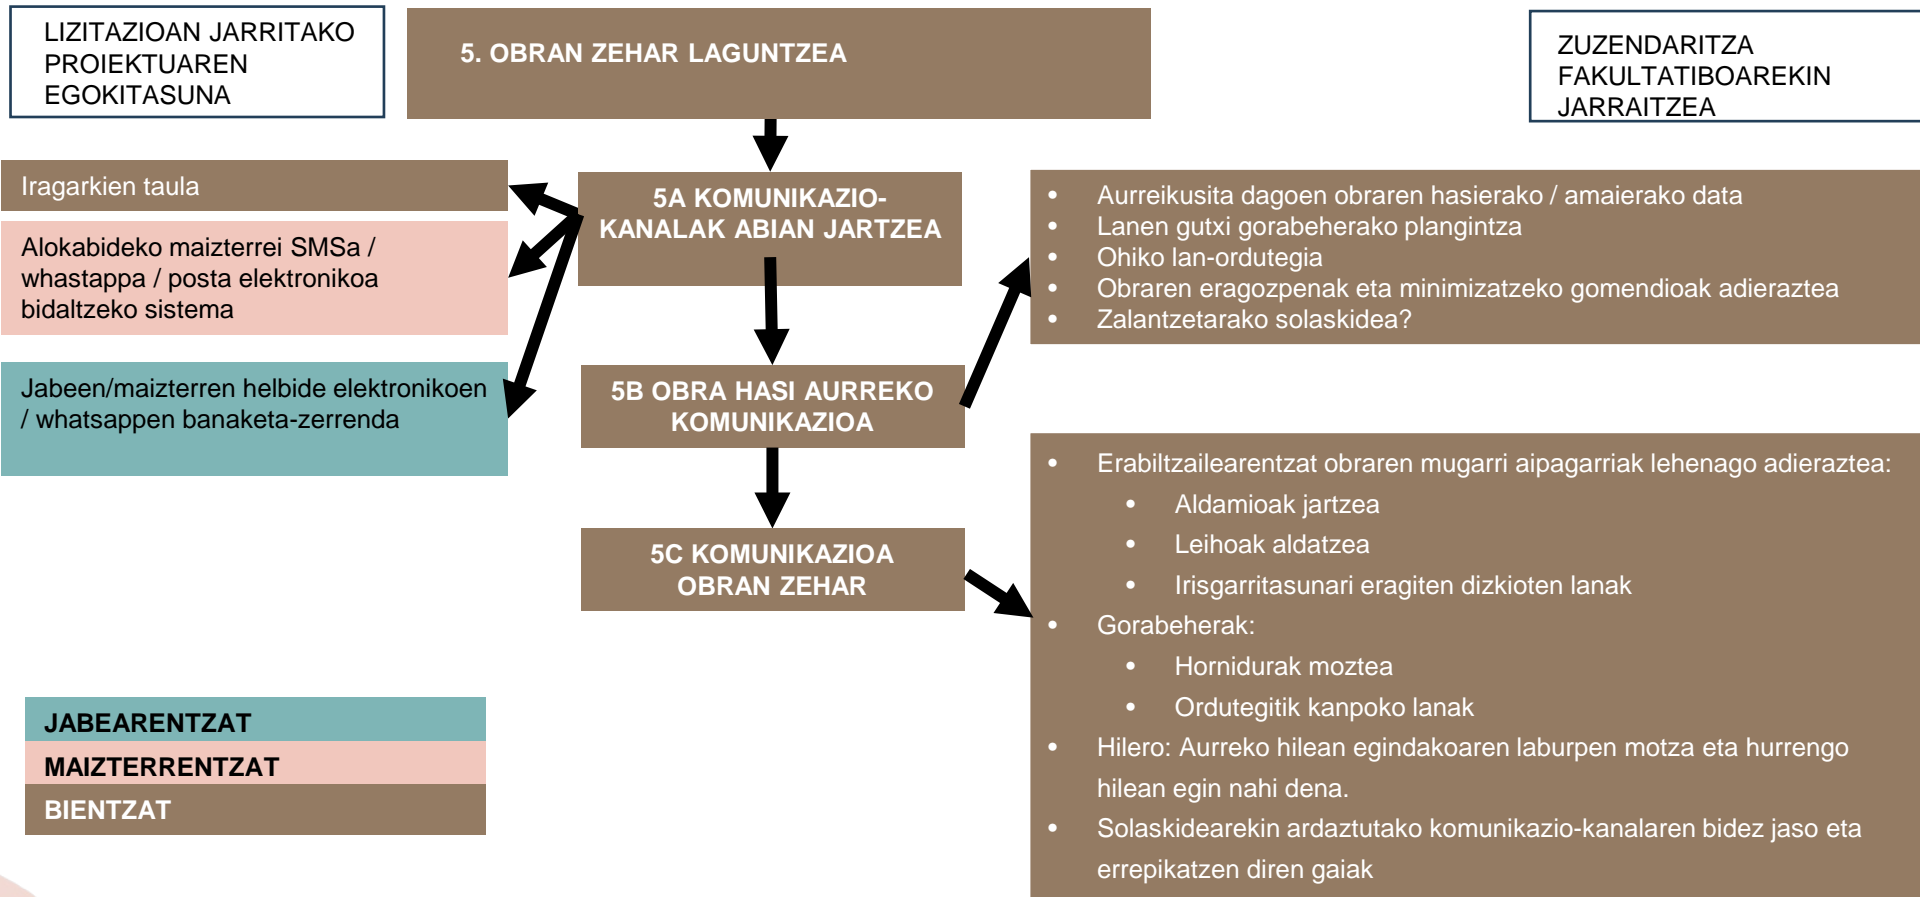 LIZITAZIOAN JARRITAKO
PROIEKTUAREN
EGOKITASUNA
5. OBRAN ZEHAR LAGUNTZEA
ZUZENDARITZA
FAKULTATIBOAREKIN
JARRAITZEA
Iragarkien taula
Alokabideko maizterrei SMSa /
whastappa / posta elektronikoa
bidaltzeko sistema
Jabeen/maizterren helbide elektronikoen
/ whatsappen banaketa-zerrenda
5A KOMUNIKAZIO-
KANALAK ABIAN JARTZEA
• Aurreikusita dagoen obraren hasierako / amaierako data
• Lanen gutxi gorabeherako plangintza
• Ohiko lan-ordutegia
• Obraren eragozpenak eta minimizatzeko gomendioak adieraztea
• Zalantzetarako solaskidea?
5B OBRA HASI AURREKO
KOMUNIKAZIOA
5C KOMUNIKAZIOA
OBRAN ZEHAR
• Erabiltzailearentzat obraren mugarri aipagarriak lehenago adieraztea:
• Aldamioak jartzea
• Leihoak aldatzea
• Irisgarritasunari eragiten dizkioten lanak
• Gorabeherak:
• Hornidurak moztea
• Ordutegitik kanpoko lanak
• Hilero: Aurreko hilean egindakoaren laburpen motza eta hurrengo
hilean egin nahi dena.
• Solaskidearekin ardaztutako komunikazio-kanalaren bidez jaso eta
errepikatzen diren gaiak
JABEARENTZAT
MAIZTERRENTZAT
BIENTZAT